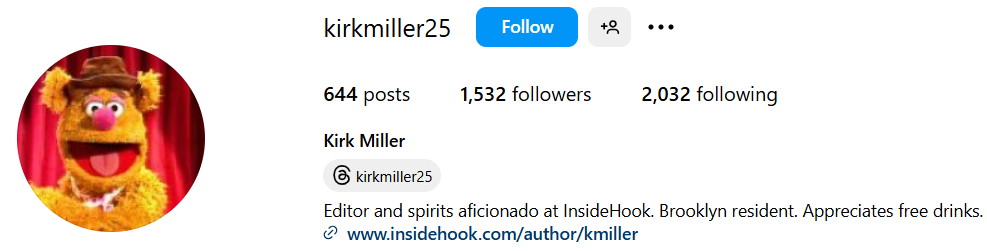 kirkmiller25 Follow
644 posts 1,532 followers 2,032 following
Kirk Miller
kirkmiller25
Editor and spirits aficionado at InsideHook. Brooklyn resident. Appreciates free drinks.
www.insidehook.com/author/kmiller